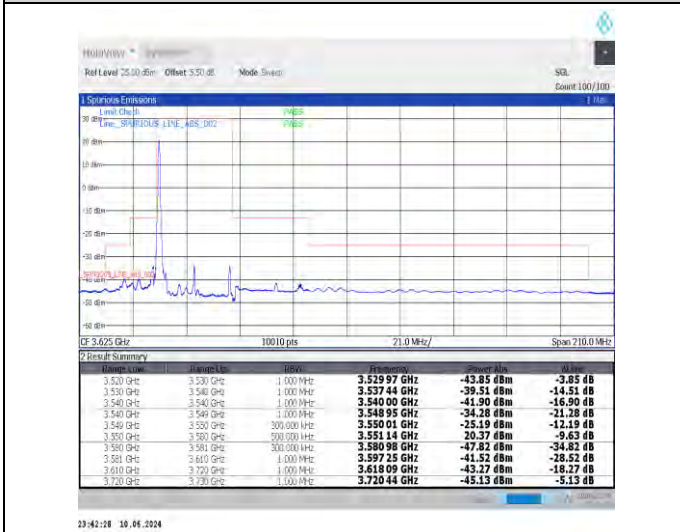 MultiView
Ref Level 25.00 dBm Offset 3.50 dB Mode Sweep SGL
Count 100/100
1 Spurious Emissions
Limit Check PASS
Line _SPURIOUS_LINE_ABS_002 PASS
30 dBm
20 dBm
10 dBm
0 dBm
-10 dBm
-20 dBm
-30 dBm
-40 dBm
-50 dBm
-60 dBm
CF 3.625 GHz 10010 pts 21.0 MHz/ Span 210.0 MHz
2 Result Summary
Range Low Range Up RBW Frequency Power Abs ΔLimit
3.520 GHz 3.530 GHz 1.000 MHz 3.529 97 GHz -43.85 dBm -3.85 dB
3.530 GHz 3.540 GHz 1.000 MHz 3.537 44 GHz -39.51 dBm -14.51 dB
3.540 GHz 3.540 GHz 1.000 MHz 3.540 00 GHz -41.90 dBm -16.90 dB
3.540 GHz 3.549 GHz 1.000 MHz 3.548 95 GHz -34.28 dBm -21.28 dB
3.549 GHz 3.550 GHz 300.000 kHz 3.550 01 GHz -25.19 dBm -12.19 dB
3.550 GHz 3.580 GHz 500.000 kHz 3.551 14 GHz 20.37 dBm -9.63 dB
3.580 GHz 3.581 GHz 300.000 kHz 3.580 98 GHz -47.82 dBm -34.82 dB
3.581 GHz 3.610 GHz 1.000 MHz 3.597 25 GHz -41.52 dBm -28.52 dB
3.610 GHz 3.720 GHz 1.000 MHz 3.618 09 GHz -43.27 dBm -18.27 dB
3.720 GHz 3.730 GHz 1.000 MHz 3.720 44 GHz -45.13 dBm -5.13 dB
23:42:28 10.06.2024